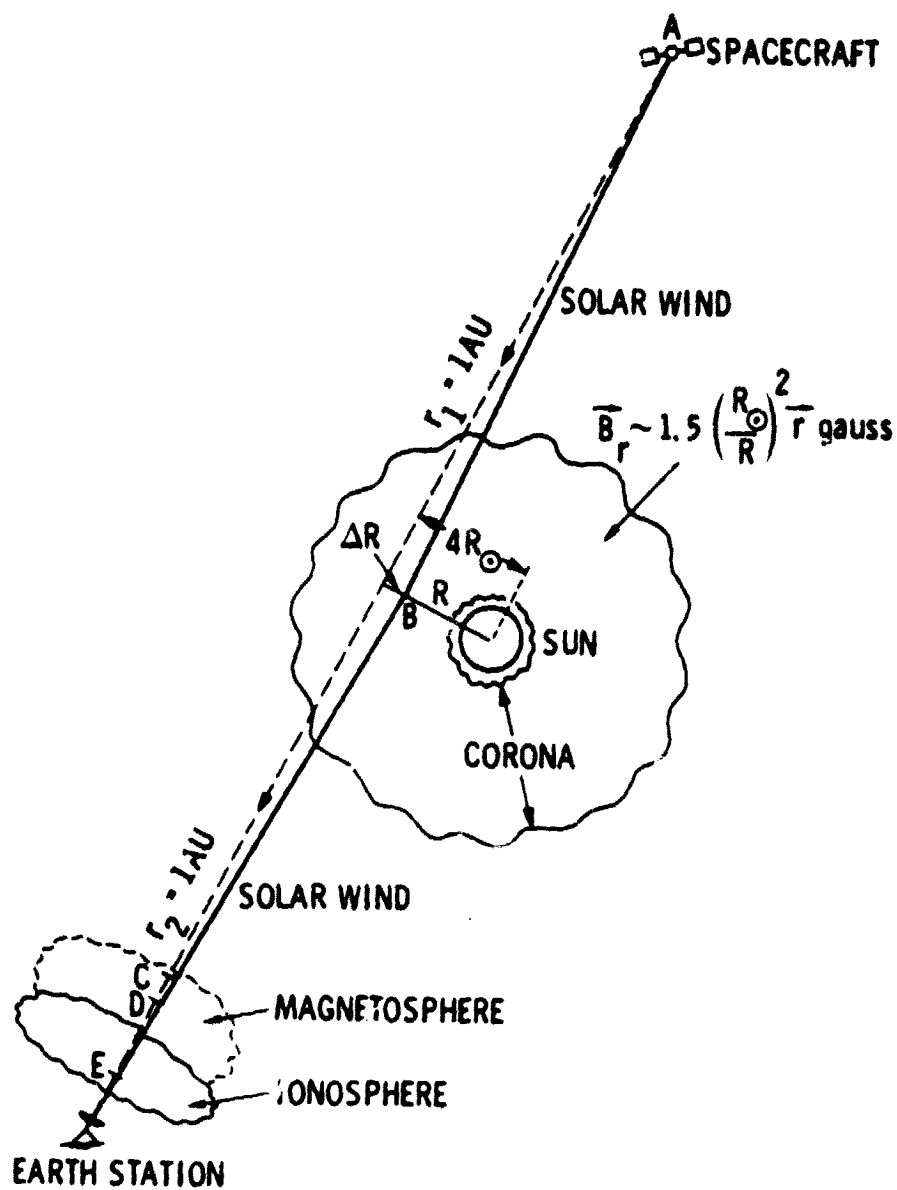 A
SPACECRAFT
SOLAR WIND
r₁ = 1AU
B⃗ᵣ ~ 1.5 (R☉/R)² r⃗ gauss
ΔR
4R☉
R
B
SUN
CORONA
r₂ = 1AU
SOLAR WIND
C
D
MAGNETOSPHERE
E
IONOSPHERE
EARTH STATION